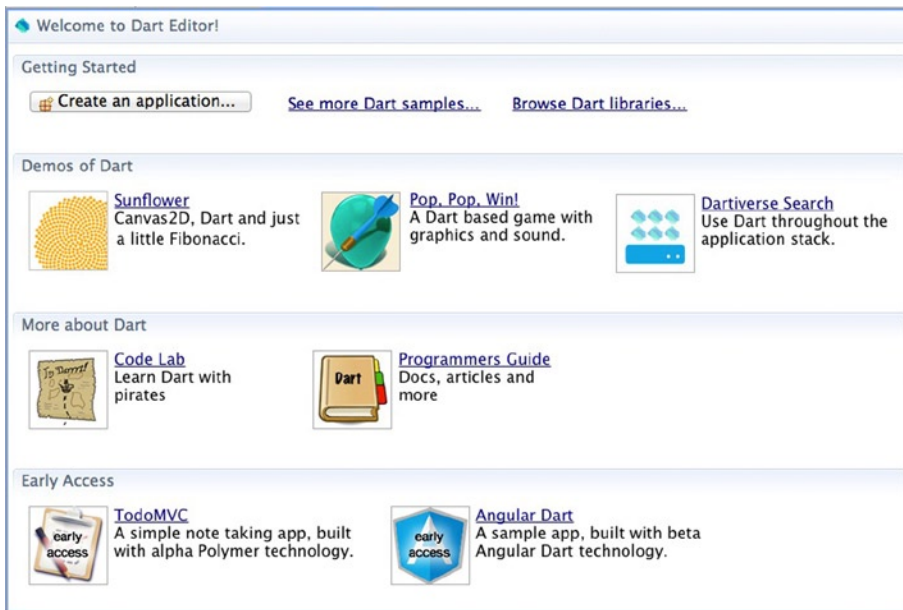 Welcome to Dart Editor!
Getting Started
Create an application...
See more Dart samples...
Browse Dart libraries...
Demos of Dart
Sunflower
Canvas2D, Dart and just
a little Fibonacci.
Pop, Pop, Win!
A Dart based game with
graphics and sound.
Dartiverse Search
Use Dart throughout the
application stack.
More about Dart
Code Lab
Learn Dart with
pirates
Dart
Programmers Guide
Docs, articles and
more
Early Access
early
access
TodoMVC
A simple note taking app, built
with alpha Polymer technology.
early
access
Angular Dart
A sample app, built with beta
Angular Dart technology.